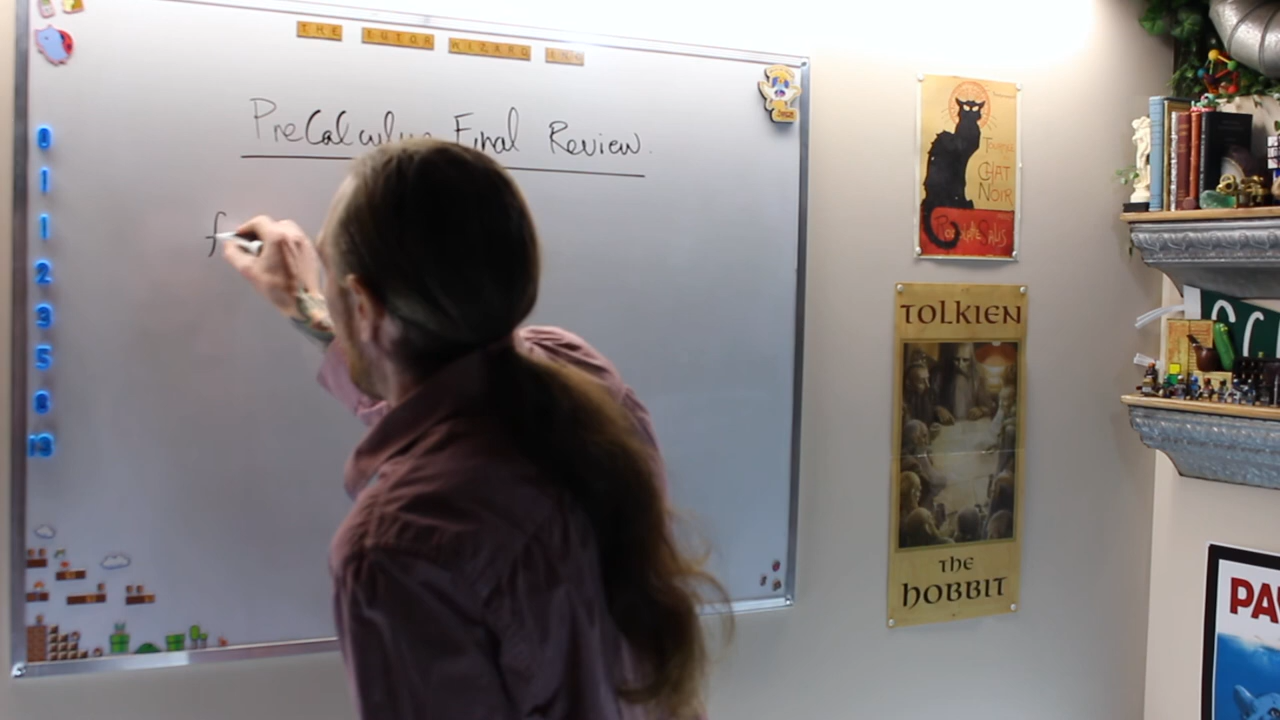 THE TUTOR WIZARD INC
PreCalculus Final Review.
f
0
1
1
2
3
5
8
13
TOURNÉE
CHAT
NOIR
TOLKIEN
THE
HOBBIT
PA